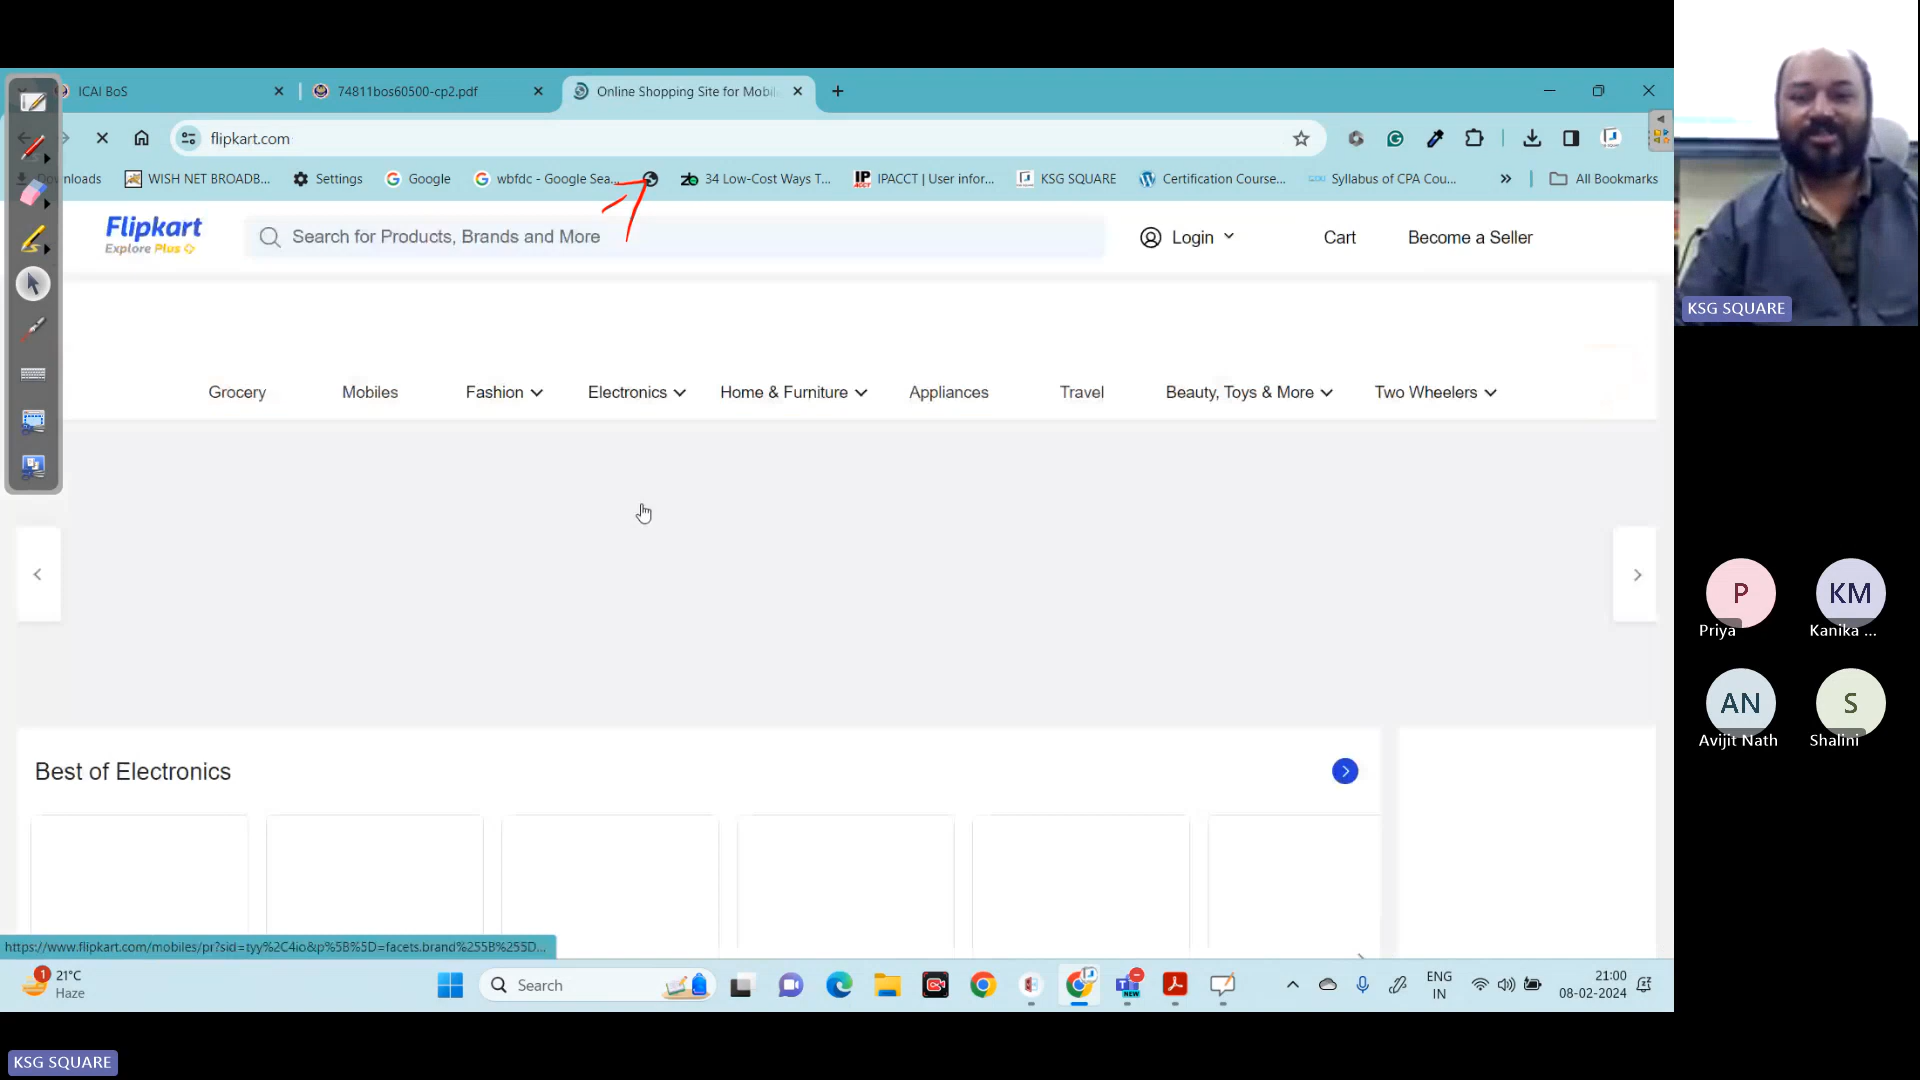 ICAI BoS
74811bos60500-cp2.pdf
Online Shopping Site for Mobil
flipkart.com
WISH NET BROADB...
Settings
Google
wbfdc - Google Sea...
34 Low-Cost Ways T...
IPACCT | User infor...
KSG SQUARE
Certification Course...
Syllabus of CPA Cou...
All Bookmarks
Flipkart
Explore Plus
Search for Products, Brands and More
Login
Cart
Become a Seller
KSG SQUARE
Grocery
Mobiles
Fashion
Electronics
Home & Furniture
Appliances
Travel
Beauty, Toys & More
Two Wheelers
P
Priya
KM
Kanika ...
AN
Avijit Nath
S
Shalini
Best of Electronics
https://www.flipkart.com/mobiles/pr?sid=tyy%2C4io&p%5B%5D=facets.brand%255B%255D...
1
21°C
Haze
Search
NEW
ENG
IN
21:00
08-02-2024
KSG SQUARE